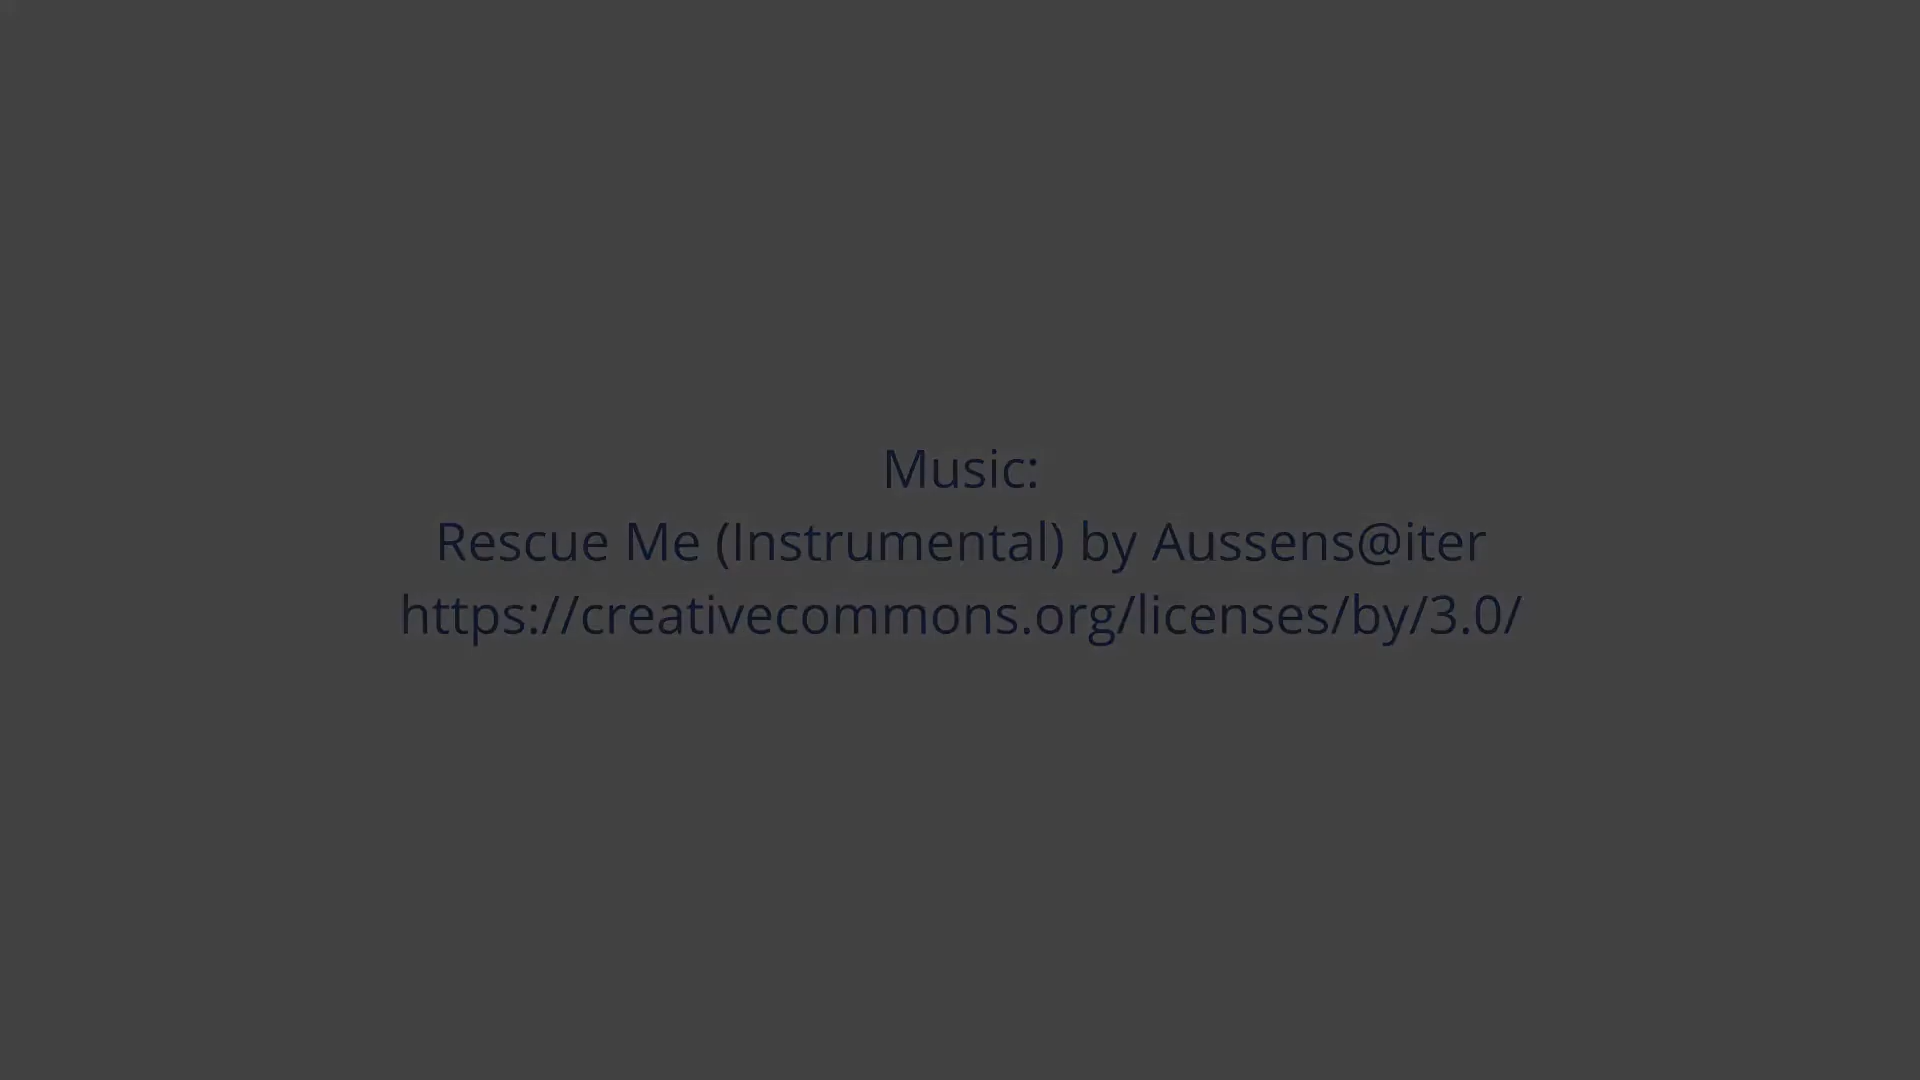 Music:
Rescue Me (Instrumental) by Aussens@iter
https://creativecommons.org/licenses/by/3.0/